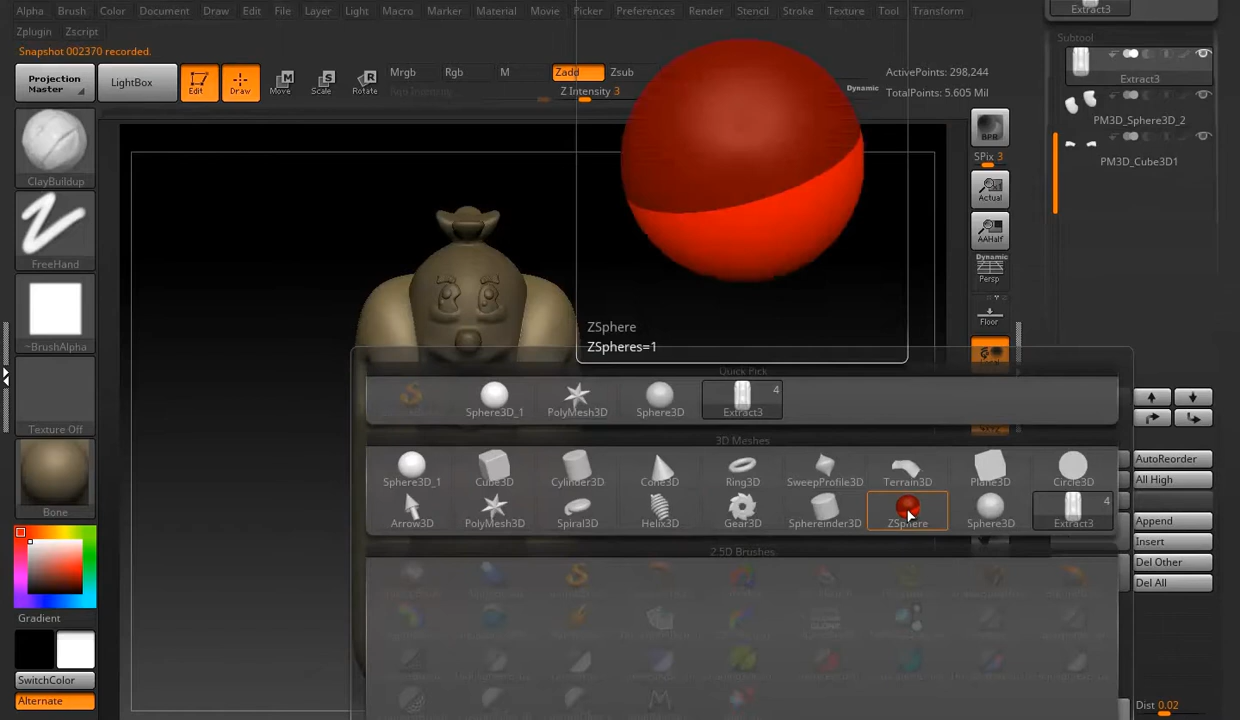 Alpha Brush Color Document Draw Edit File Layer Light Macro Marker Material Movie Picker Preferences Render Stencil Stroke Texture Tool Transform
Zplugin Zscript
Extract3
Snapshot 002370 recorded.
Projection
Master
LightBox
Edit
Draw
Move
Scale
Rotate
Mrgb Rgb M
Zadd Zsub
Z Intensity 3
Dynamic
ActivePoints: 298,244
TotalPoints: 5.605 Mil
Subtool
Extract3
PM3D_Sphere3D_2
PM3D_Cube3D1
ClayBuildup
FreeHand
~BrushAlpha
Texture Off
Bone
Gradient
SwitchColor
Alternate
BPR
SPix 3
Actual
AAHalf
Dynamic
Persp
Floor
ZSphere
ZSpheres=1
Quick Pick
Sphere3D_1 PolyMesh3D Sphere3D Extract3 4
3D Meshes
Sphere3D_1 Cube3D Cylinder3D Cone3D Ring3D SweepProfile3D Terrain3D Plane3D Circle3D
Arrow3D PolyMesh3D Spiral3D Helix3D Gear3D Sphereinder3D ZSphere Sphere3D Extract3 4
2.5D Brushes
AutoReorder
All High
Append
Insert
Del Other
Del All
Dist 0.02